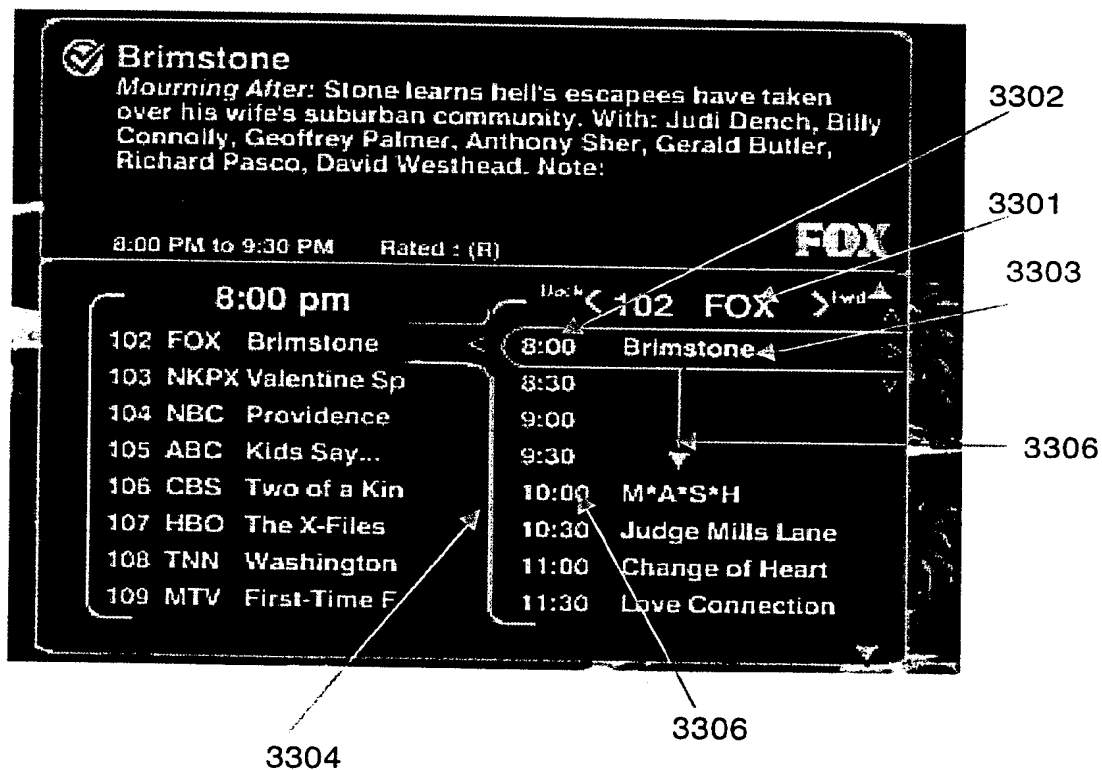 Brimstone
Mourning After: Stone learns hell's escapees have taken
over his wife's suburban community. With: Judi Dench, Billy
Connolly, Geoffrey Palmer, Anthony Sher, Gerald Butler,
Richard Pasco, David Westhead. Note:
8:00 PM to 9:30 PM Rated : (R)
FOX
8:00 pm
102 FOX Brimstone
103 NKPX Valentine Sp
104 NBC Providence
105 ABC Kids Say...
106 CBS Two of a Kin
107 HBO The X-Files
108 TNN Washington
109 MTV First-Time F
Back < 102 FOX > Fwd
8:00 Brimstone
8:30
9:00
9:30
10:00 M*A*S*H
10:30 Judge Mills Lane
11:00 Change of Heart
11:30 Love Connection
3302
3301
3303
3306
3306
3304